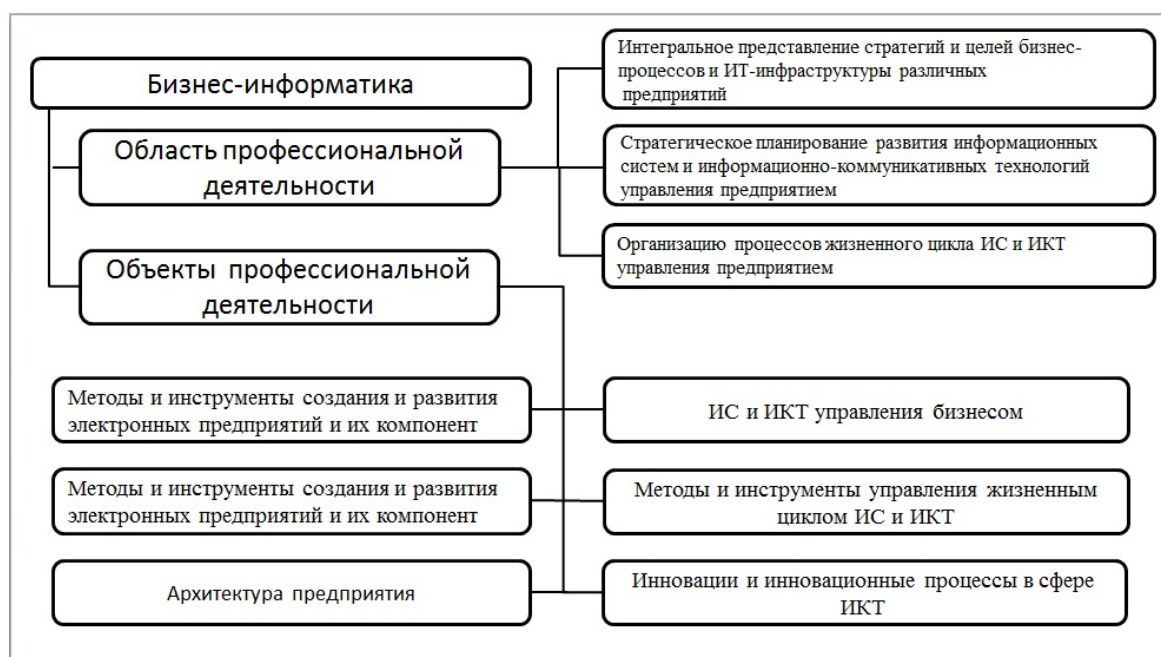 Бизнес-информатика
Область профессиональной
деятельности
Объекты профессиональной
деятельности
Интегральное представление стратегий и целей бизнес-
процессов и ИТ-инфраструктуры различных
предприятий
Стратегическое планирование развития информационных
систем и информационно-коммуникативных технологий
управления предприятием
Организацию процессов жизненного цикла ИС и ИКТ
управления предприятием
Методы и инструменты создания и развития
электронных предприятий и их компонент
ИС и ИКТ управления бизнесом
Методы и инструменты создания и развития
электронных предприятий и их компонент
Методы и инструменты управления жизненным
циклом ИС и ИКТ
Архитектура предприятия
Инновации и инновационные процессы в сфере
ИКТ